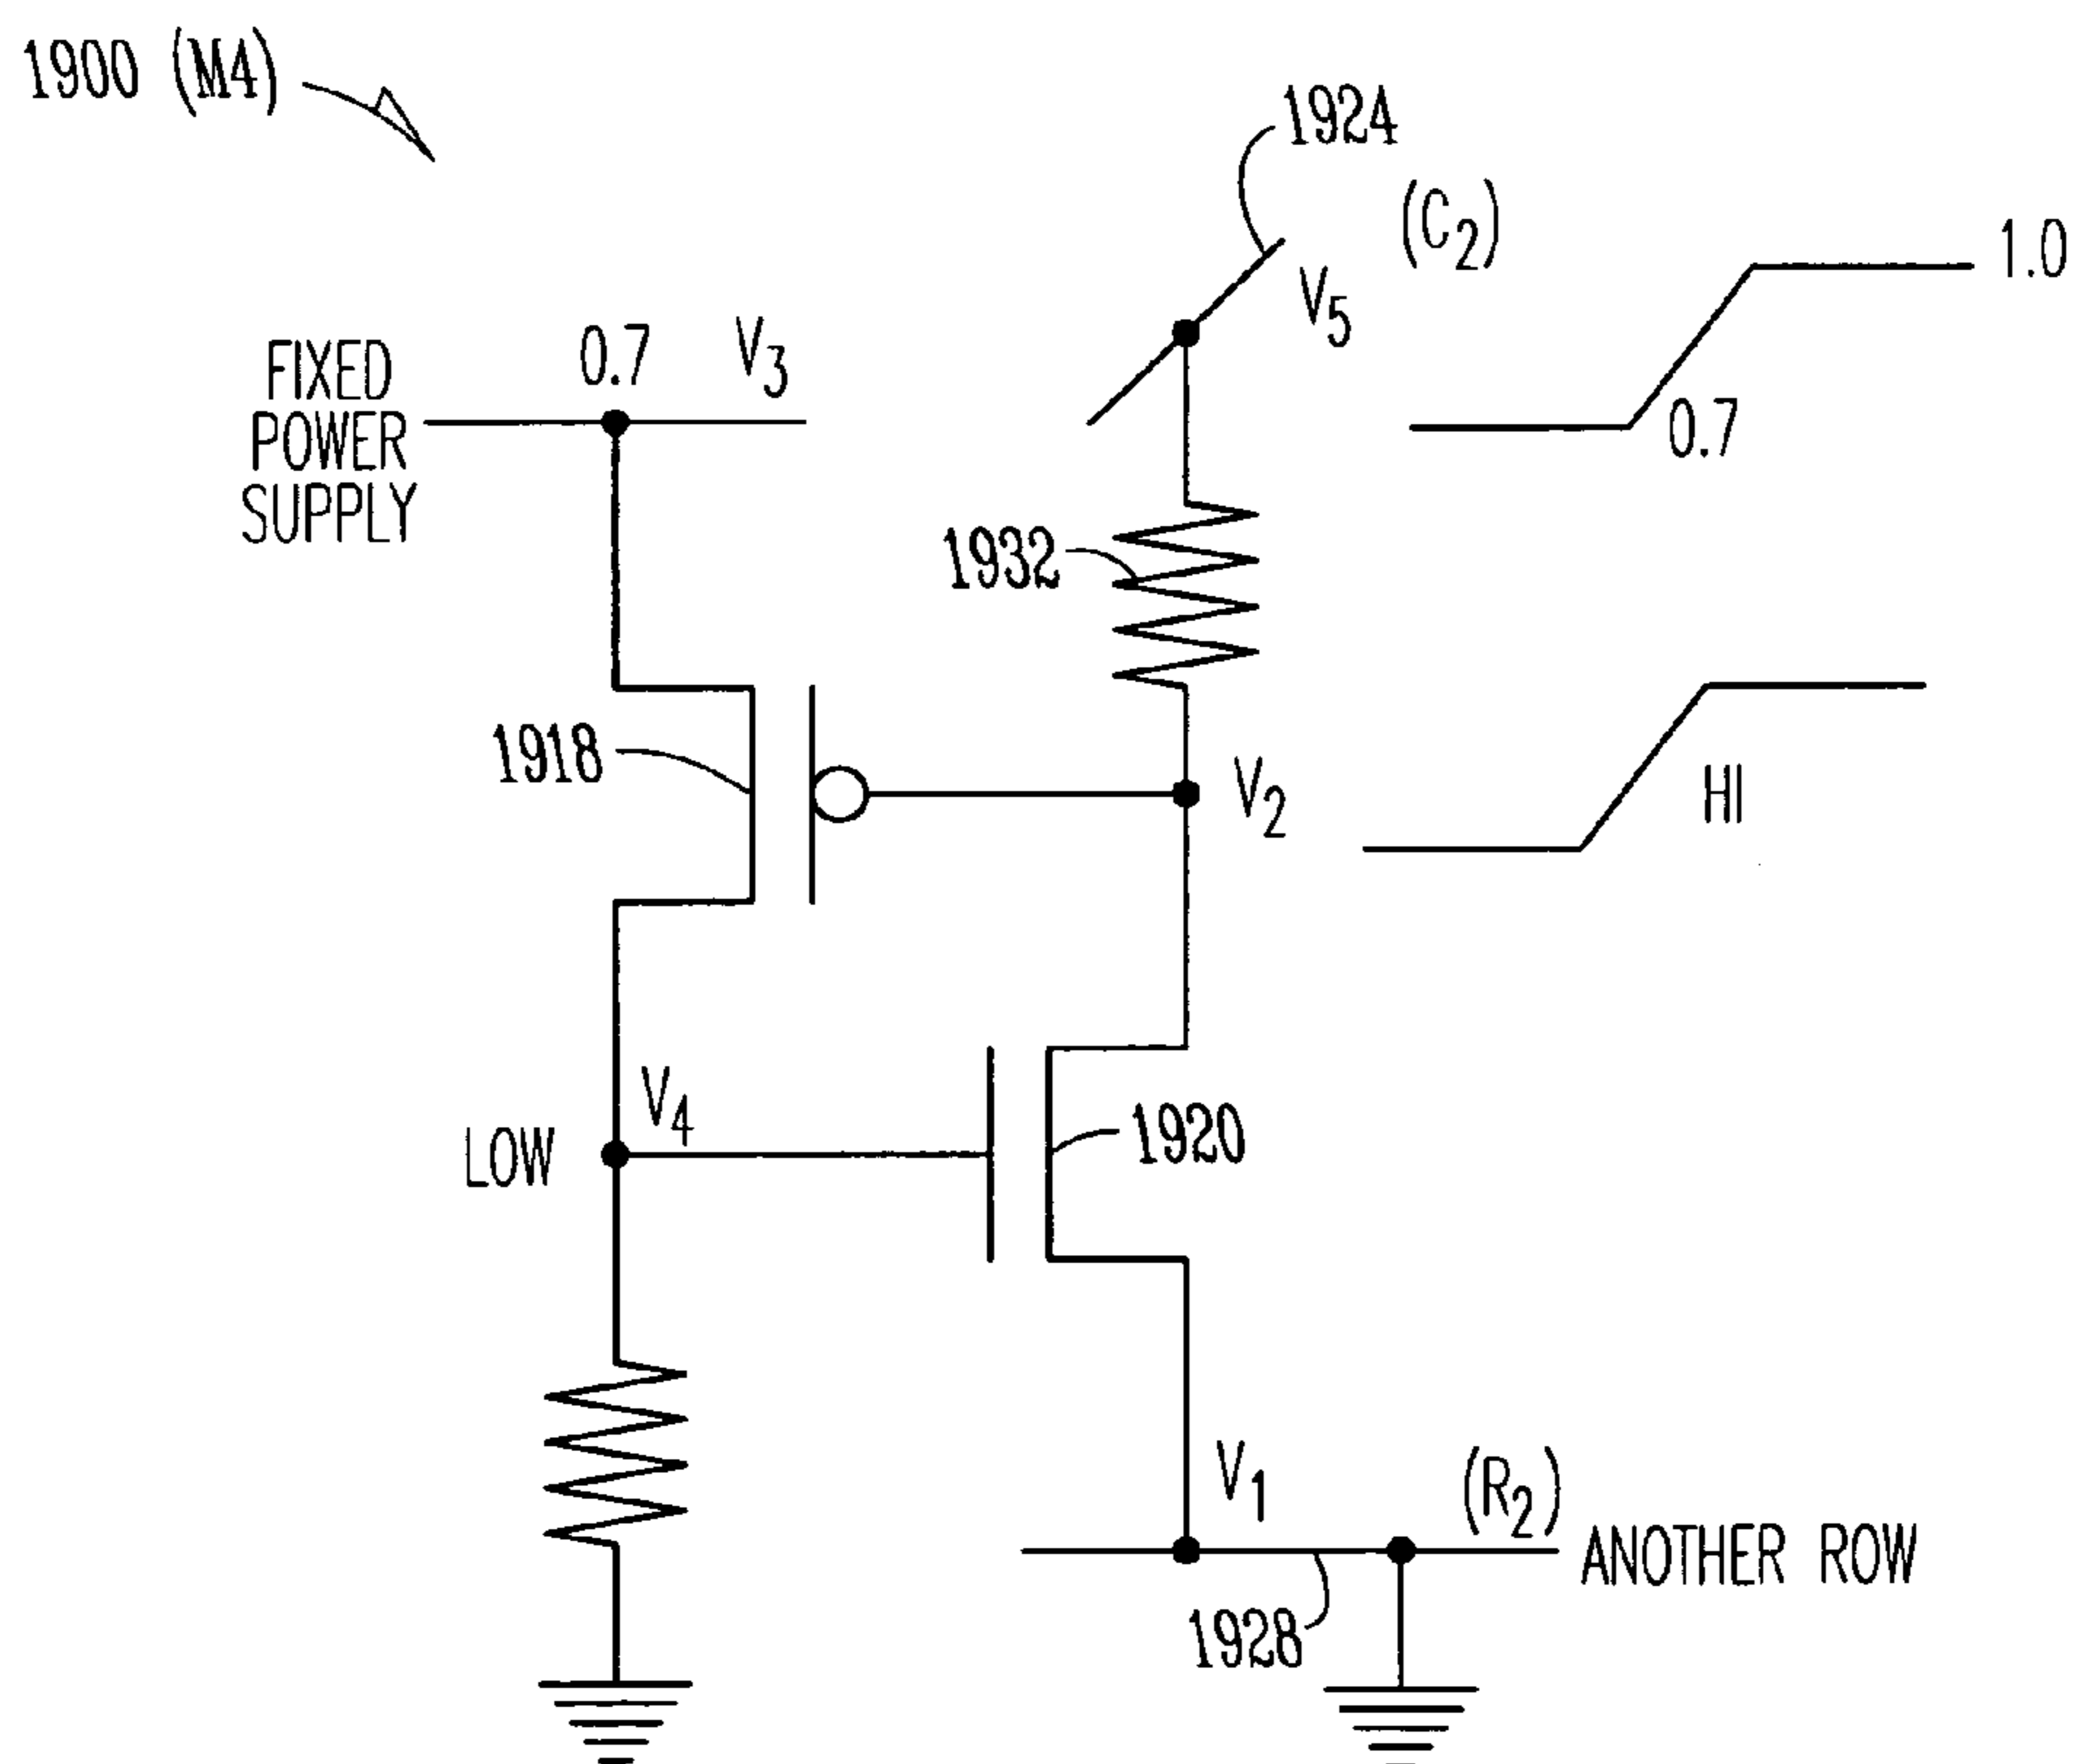 1900 (M4)
1924
(C2)
V5
1.0
0.7
FIXED
POWER
SUPPLY
0.7
V3
1932
1918
V2
HI
V4
LOW
1920
V1
(R2)
ANOTHER ROW
1928